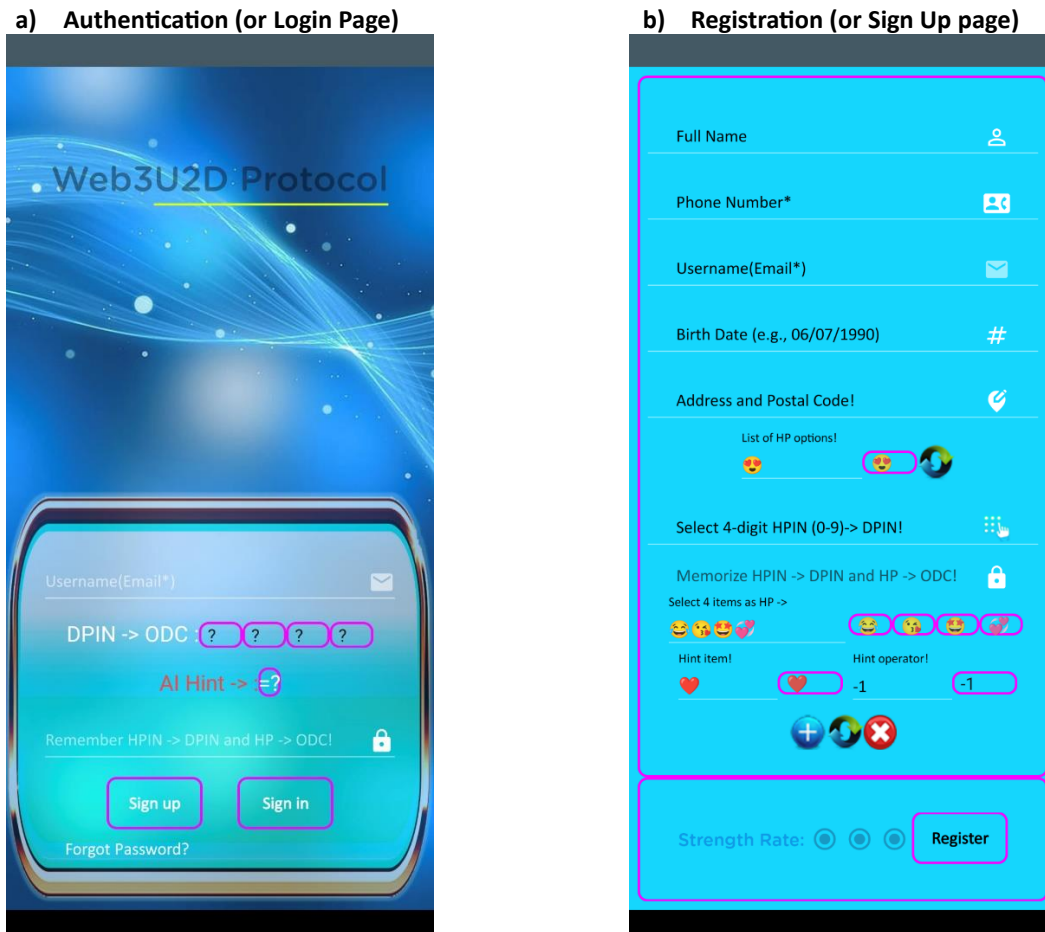 a) Authentication (or Login Page)
Web3U2D Protocol
Username(Email*)
DPIN -> ODC : ? ? ? ?
AI Hint -> :=?
Remember HPIN -> DPIN and HP -> ODC!
Sign up Sign in
Forgot Password?
b) Registration (or Sign Up page)
Full Name
Phone Number*
Username(Email*)
Birth Date (e.g., 06/07/1990)
Address and Postal Code!
List of HP options!
😍 😍
Select 4-digit HPIN (0-9)-> DPIN!
Memorize HPIN -> DPIN and HP -> ODC!
Select 4 items as HP ->
😂😘🤩💞 😂 😘 🤩 💞
Hint item! Hint operator!
❤️ ❤️ -1 -1
Strength Rate: Register